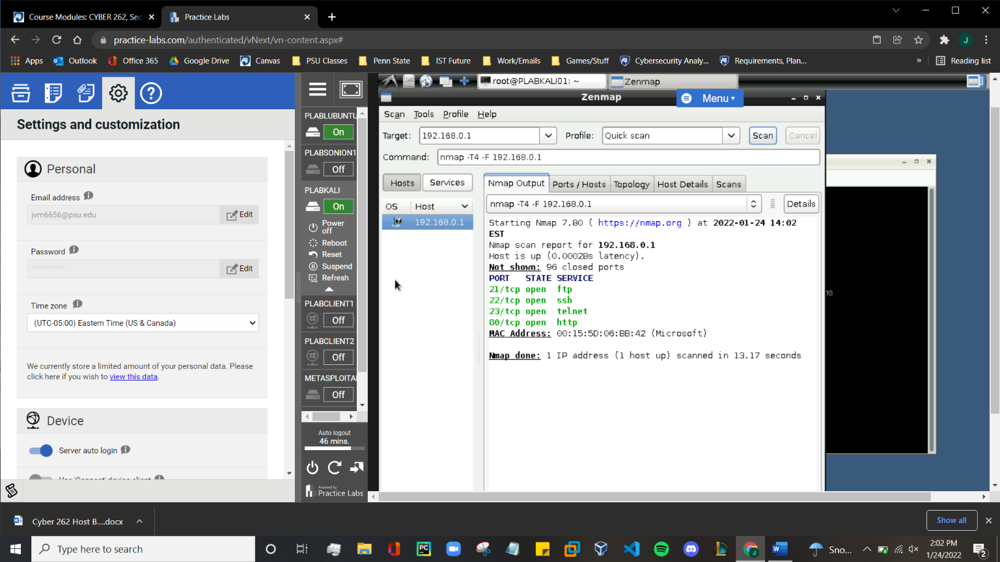 Course Modules: CYBER 262, Sec
Practice Labs
practice-labs.com/authenticated/vNext/vn-content.aspx#
J
Apps
Outlook
Office 365
Google Drive
Canvas
PSU Classes
Penn State
IST Future
Work/Emails
Games/Stuff
Cybersecurity Analy...
Requirements, Plan...
»
Reading list
Settings and customization
Personal
Email address
jvm6656@psu.edu
Edit
Password
**********
Edit
Time zone
(UTC-05:00) Eastern Time (US & Canada)
We currently store a limited amount of your personal data. Please
click here if you wish to view this data.
Device
Server auto login
PLABLUBUNTU
On
PLABSONION1
Off
PLABKALI
On
Power
off
Reboot
Reset
Suspend
Refresh
PLABCLIENT1
Off
PLABCLIENT2
Off
METASPLOITA
Off
Auto logout
46 mins.
Powered by
Practice Labs
root@PLABKALI01: ~
Zenmap
Zenmap
Menu
Scan Tools Profile Help
Target: 192.168.0.1 Profile: Quick scan Scan Cancel
Command: nmap -T4 -F 192.168.0.1
Hosts Services
Nmap Output Ports / Hosts Topology Host Details Scans
OS Host
192.168.0.1
nmap -T4 -F 192.168.0.1
Details
Starting Nmap 7.80 ( https://nmap.org ) at 2022-01-24 14:02
EST
Nmap scan report for 192.168.0.1
Host is up (0.00028s latency).
Not shown: 96 closed ports
PORT STATE SERVICE
21/tcp open ftp
22/tcp open ssh
23/tcp open telnet
80/tcp open http
MAC Address: 00:15:5D:06:BB:42 (Microsoft)
Nmap done: 1 IP address (1 host up) scanned in 13.17 seconds
ns
Cyber 262 Host B....docx
Show all
Type here to search
Sno...
2:02 PM
1/24/2022
2